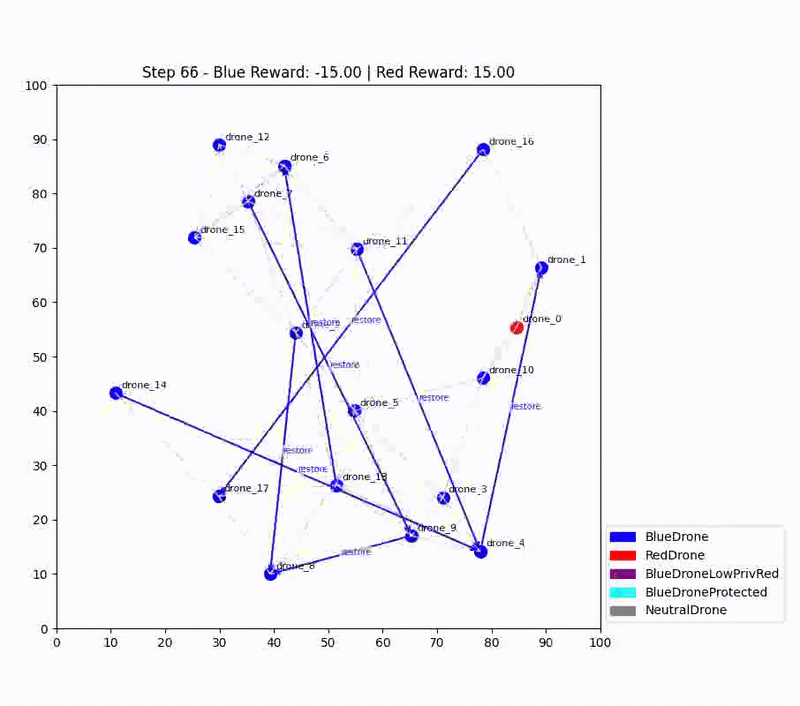 Step 66 - Blue Reward: -15.00 | Red Reward: 15.00
100
90
80
70
60
50
40
30
20
10
0
0 10 20 30 40 50 60 70 80 90 100
drone_12
drone_16
drone_6
drone_7
drone_15
drone_11
drone_1
drone_0
restore
restore
restore
drone_10
drone_14
drone_5
restore
restore
restore
restore
drone_13
drone_17
drone_3
drone_9
drone_4
restore
drone_8
BlueDrone
RedDrone
BlueDroneLowPrivRed
BlueDroneProtected
NeutralDrone